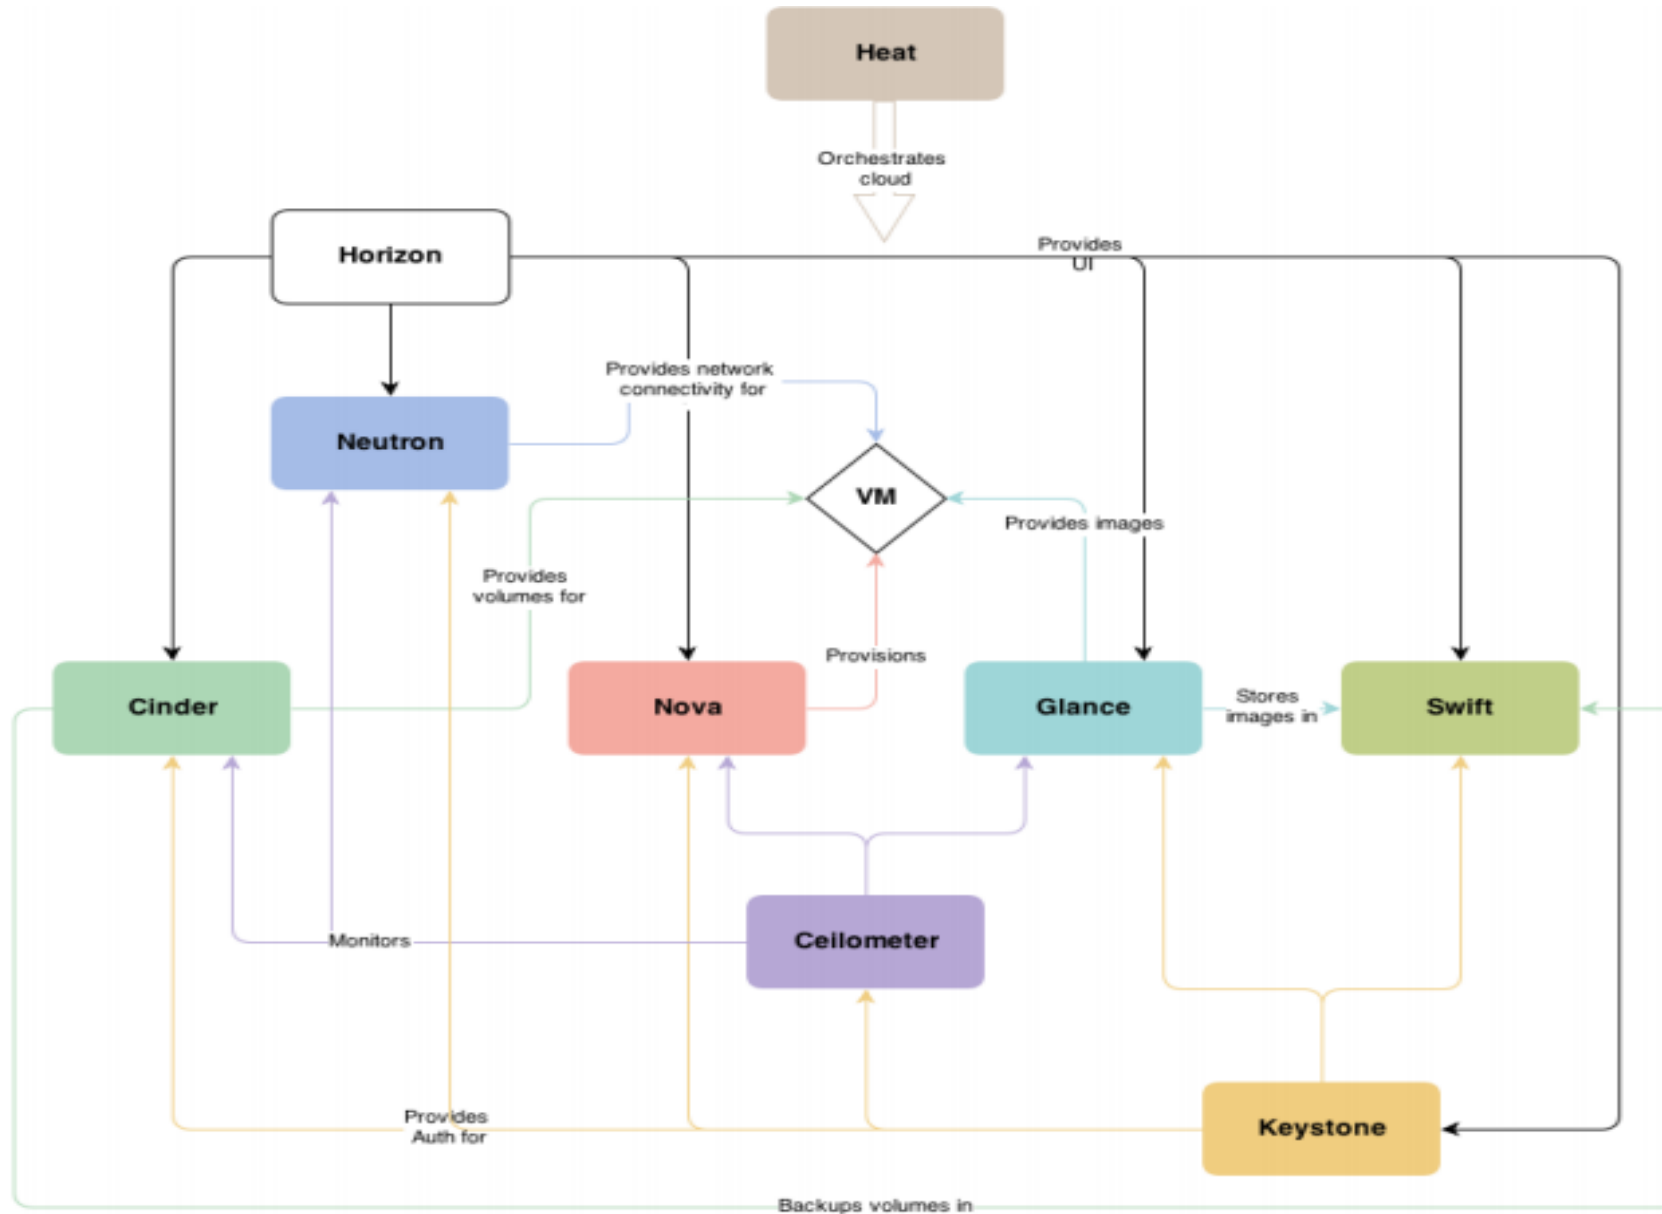 Heat
Orchestrates
cloud
Horizon
Provides
UI
Provides network
connectivity for
Neutron
VM
Provides images
Provides
volumes for
Provisions
Cinder
Nova
Glance
Stores
images in
Swift
Monitors
Ceilometer
Provides
Auth for
Keystone
Backups volumes in